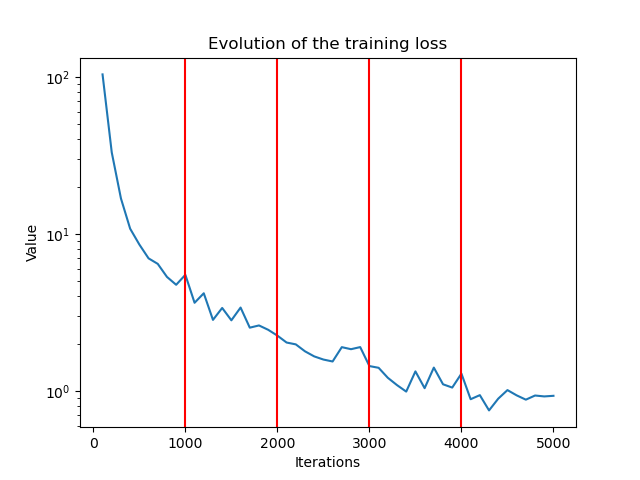 Evolution of the training loss
10²
10¹
10⁰
Value
0 1000 2000 3000 4000 5000
Iterations